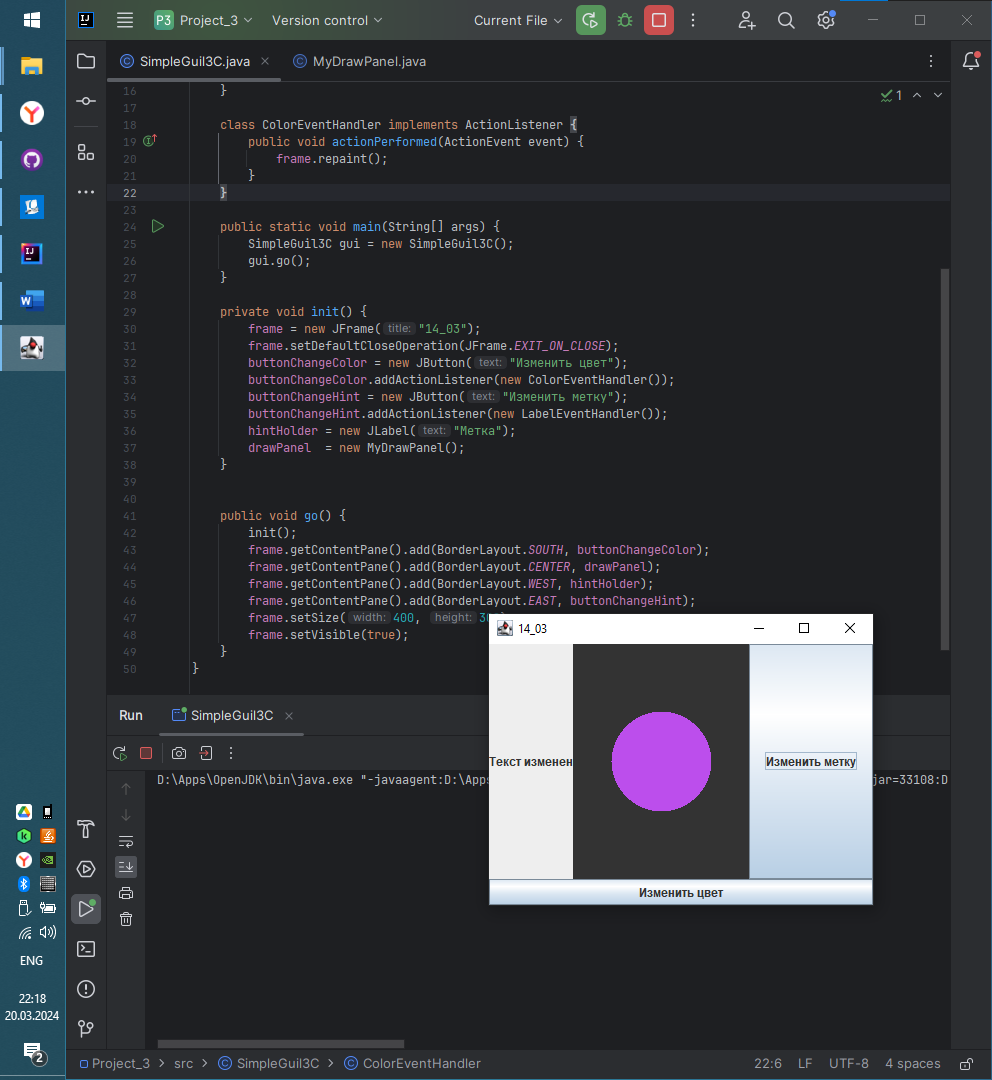 P3 Project_3 Version control Current File
SimpleGuil3C.java MyDrawPanel.java
1
16 }
17
18 class ColorEventHandler implements ActionListener {
19 public void actionPerformed(ActionEvent event) {
20 frame.repaint();
21 }
22 }
23
24 public static void main(String[] args) {
25 SimpleGuil3C gui = new SimpleGuil3C();
26 gui.go();
27 }
28
29 private void init() {
30 frame = new JFrame( title: "14_03");
31 frame.setDefaultCloseOperation(JFrame.EXIT_ON_CLOSE);
32 buttonChangeColor = new JButton( text: "Изменить цвет");
33 buttonChangeColor.addActionListener(new ColorEventHandler());
34 buttonChangeHint = new JButton( text: "Изменить метку");
35 buttonChangeHint.addActionListener(new LabelEventHandler());
36 hintHolder = new JLabel( text: "Метка");
37 drawPanel  = new MyDrawPanel();
38 }
39
40
41 public void go() {
42 init();
43 frame.getContentPane().add(BorderLayout.SOUTH, buttonChangeColor);
44 frame.getContentPane().add(BorderLayout.CENTER, drawPanel);
45 frame.getContentPane().add(BorderLayout.WEST, hintHolder);
46 frame.getContentPane().add(BorderLayout.EAST, buttonChangeHint);
47 frame.setSize( width: 400, height:
48 frame.setVisible(true);
49 }
50 }
14_03
Текст изменен
Изменить метку
Изменить цвет
Run SimpleGuil3C
D:\Apps\OpenJDK\bin\java.exe "-javaagent:D:\Apps jar=33108:D
ENG
22:18
20.03.2024
2
Project_3 > src > SimpleGuil3C > ColorEventHandler 22:6 LF UTF-8 4 spaces